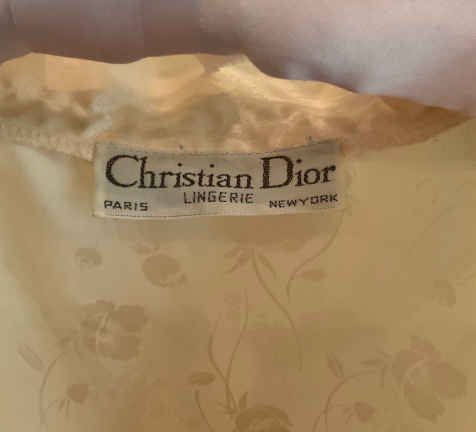 Christian Dior
PARIS LINGERIE NEWYORK